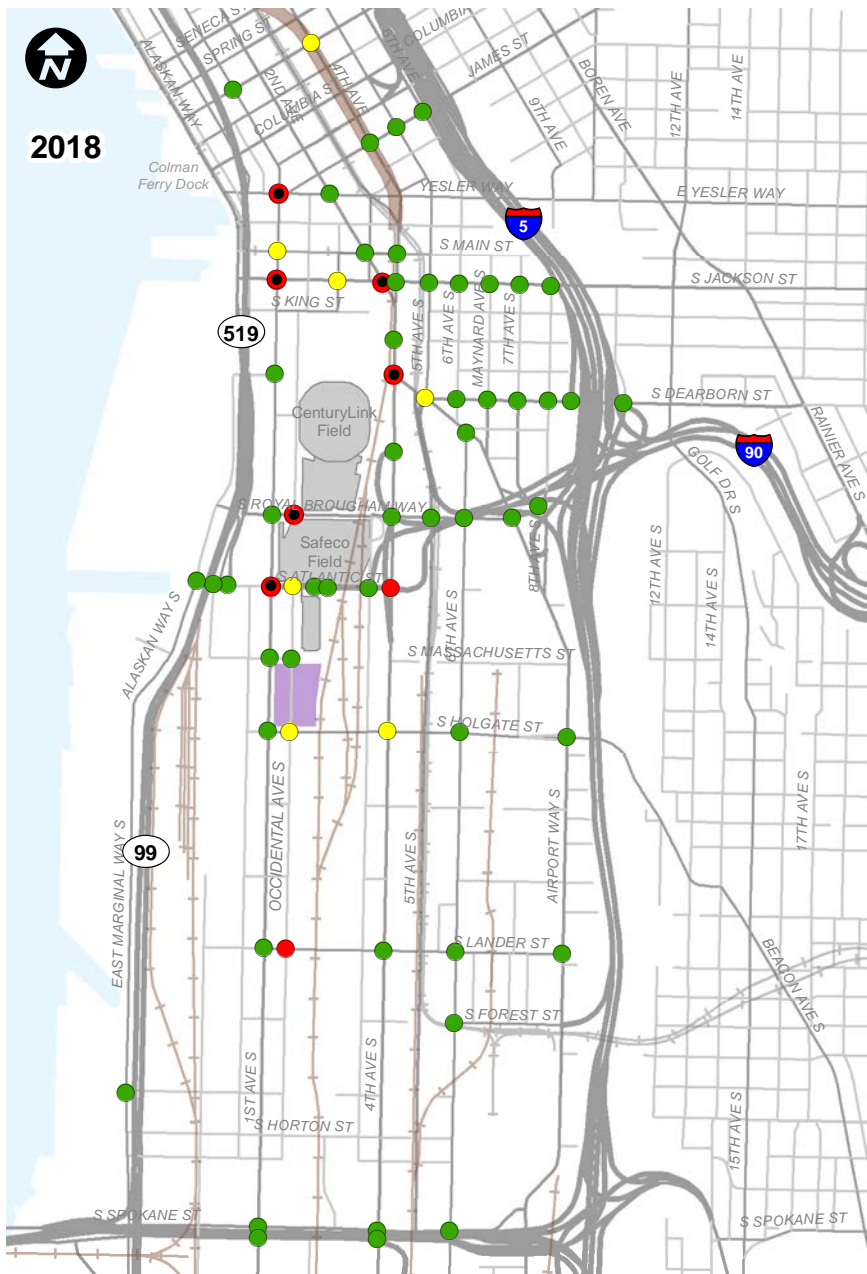 N
2018
SENECA ST
SPRING ST
COLUMBIA ST
ALASKAN WAY
2ND AVE
4TH AVE
6TH AVE
COLUMBIA
JAMES ST
9TH AVE
BOREN AVE
12TH AVE
14TH AVE
Colman
Ferry Dock
YESLER WAY
E YESLER WAY
5
S MAIN ST
S JACKSON ST
S KING ST
519
5TH AVE S
6TH AVE S
MAYNARD AVE S
7TH AVE S
CenturyLink
Field
S DEARBORN ST
RAINIER AVE S
90
GOLF DR S
S ROYAL BROUGHAM WAY
Safeco
Field
S ATLANTIC ST
8TH AVE S
12TH AVE S
14TH AVE S
ALASKAN WAY S
6TH AVE S
S MASSACHUSETTS ST
S HOLGATE ST
OCCIDENTAL AVE S
5TH AVE S
AIRPORT WAY S
17TH AVE S
99
EAST MARGINAL WAY S
S LANDER ST
BEACON AVE S
S FOREST ST
1ST AVE S
4TH AVE S
S HORTON ST
15TH AVE S
S SPOKANE ST
S SPOKANE ST